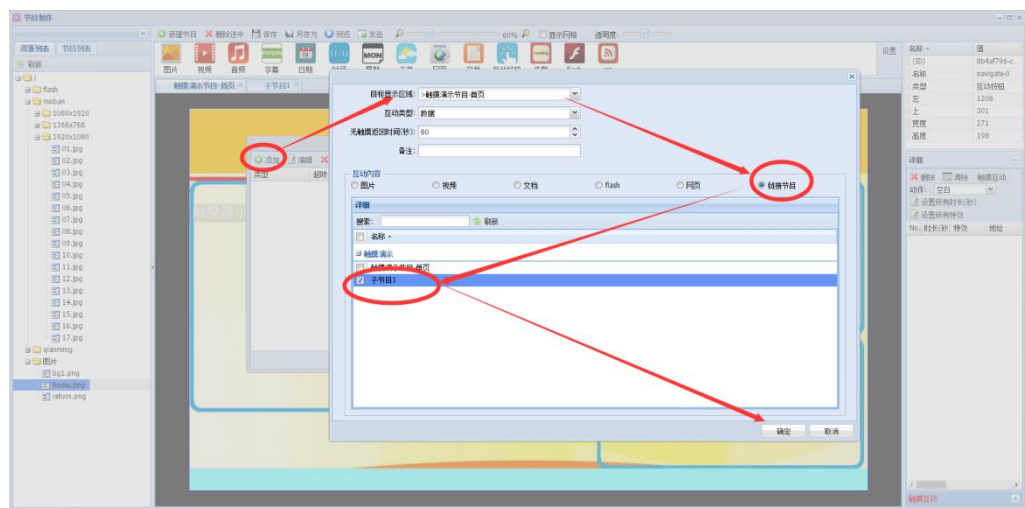 节目制作
新建节目 删除选中 保存 另存为 预览 发送 60% 显示网格 透明度:
资源列表 节目列表
刷新
/
flash
moban
1080x1920
1366x768
1920x1080
01.jpg
02.jpg
03.jpg
04.jpg
05.jpg
06.jpg
07.jpg
08.jpg
09.jpg
10.jpg
11.jpg
12.jpg
13.jpg
14.jpg
15.jpg
16.jpg
17.jpg
quanming
图片
bg1.png
home.png
return.png
11:11 MON
图片 视频 音频 字幕 日期
设置
触摸演示节目-首页 子节目1
添加 编辑
类型 超时
目标显示区域: >触摸演示节目-首页
互动类型: 数据
无触摸返回时间(秒): 60
备注:
互动内容
图片 视频 文档 flash 网页 链接节目
详细
搜索: 刷新
名称
触摸演示
触摸演示节目-首页
子节目1
确定 取消
名称 值
(ID) 8b4af796-c...
名称 navigate-0
类型 互动按钮
左 1206
上 301
宽度 271
高度 198
详细
删除 清除 触摸互动
动作: 空白
设置所有时长(秒)
设置所有特效
No. 时长(秒) 特效 地址
触摸互动